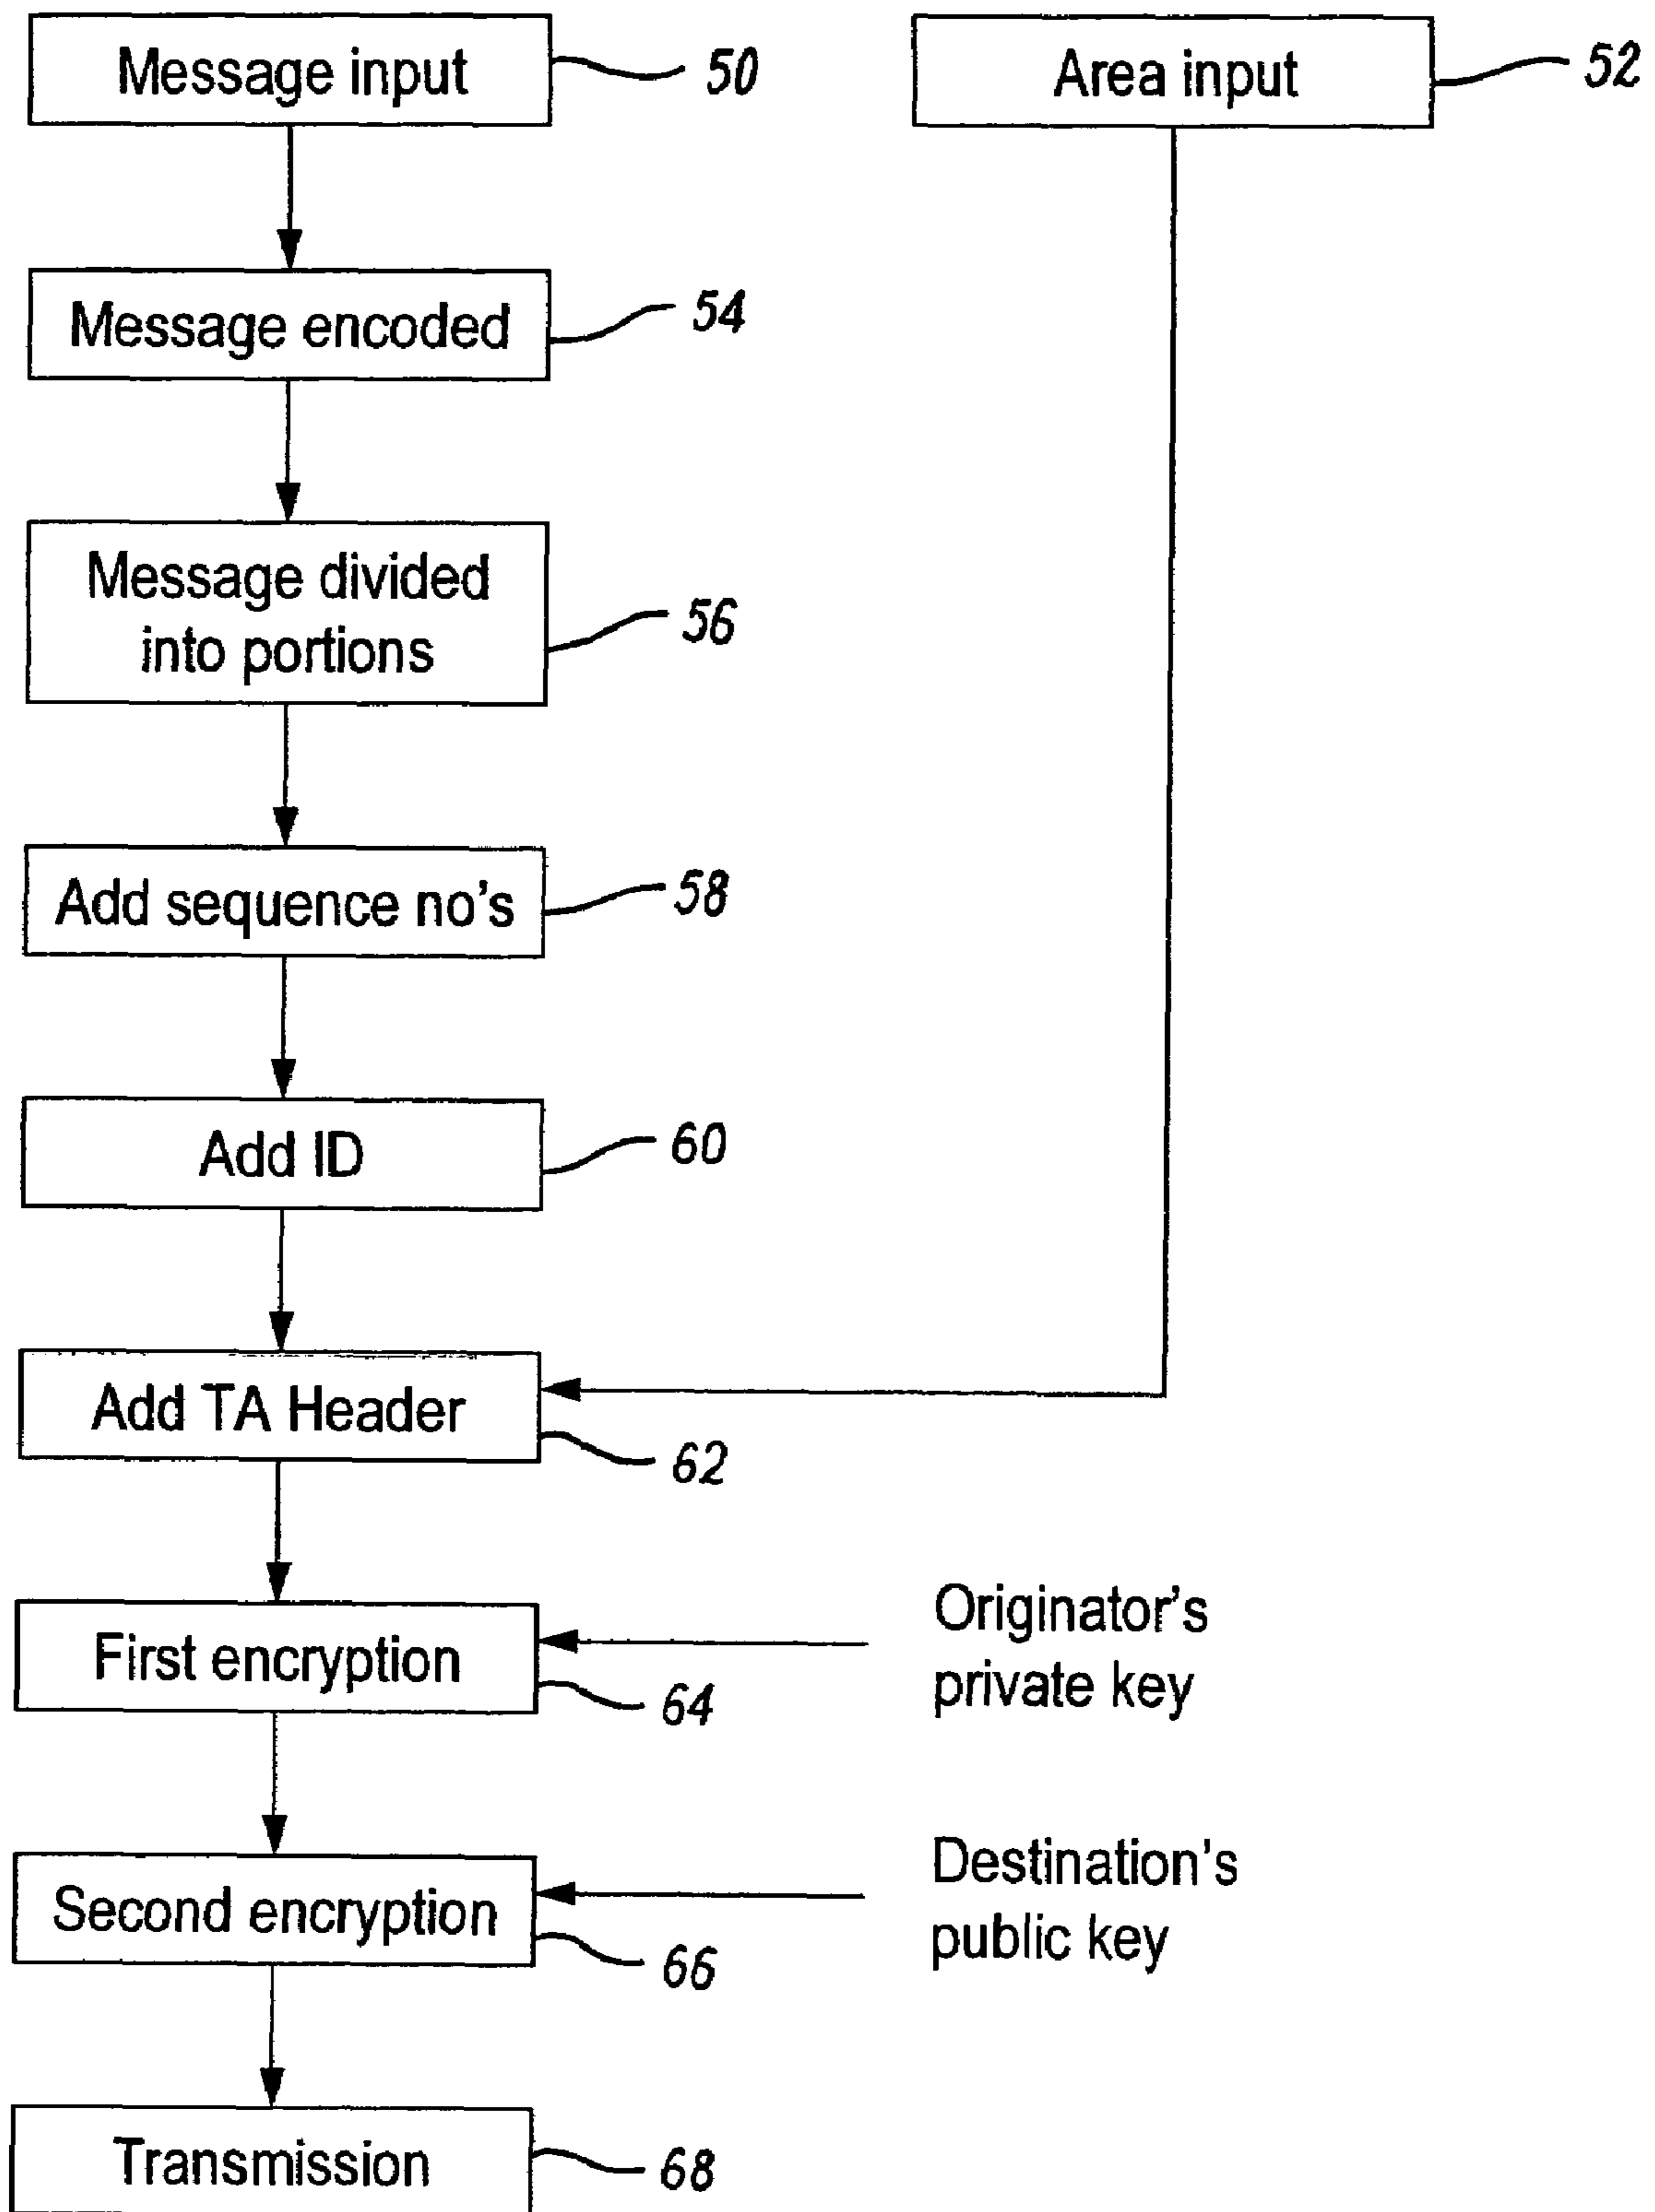 Message input
50
Area input
52
Message encoded
54
Message divided
into portions
56
Add sequence no's
58
Add ID
60
Add TA Header
62
First encryption
64
Originator's
private key
Second encryption
66
Destination's
public key
Transmission
68